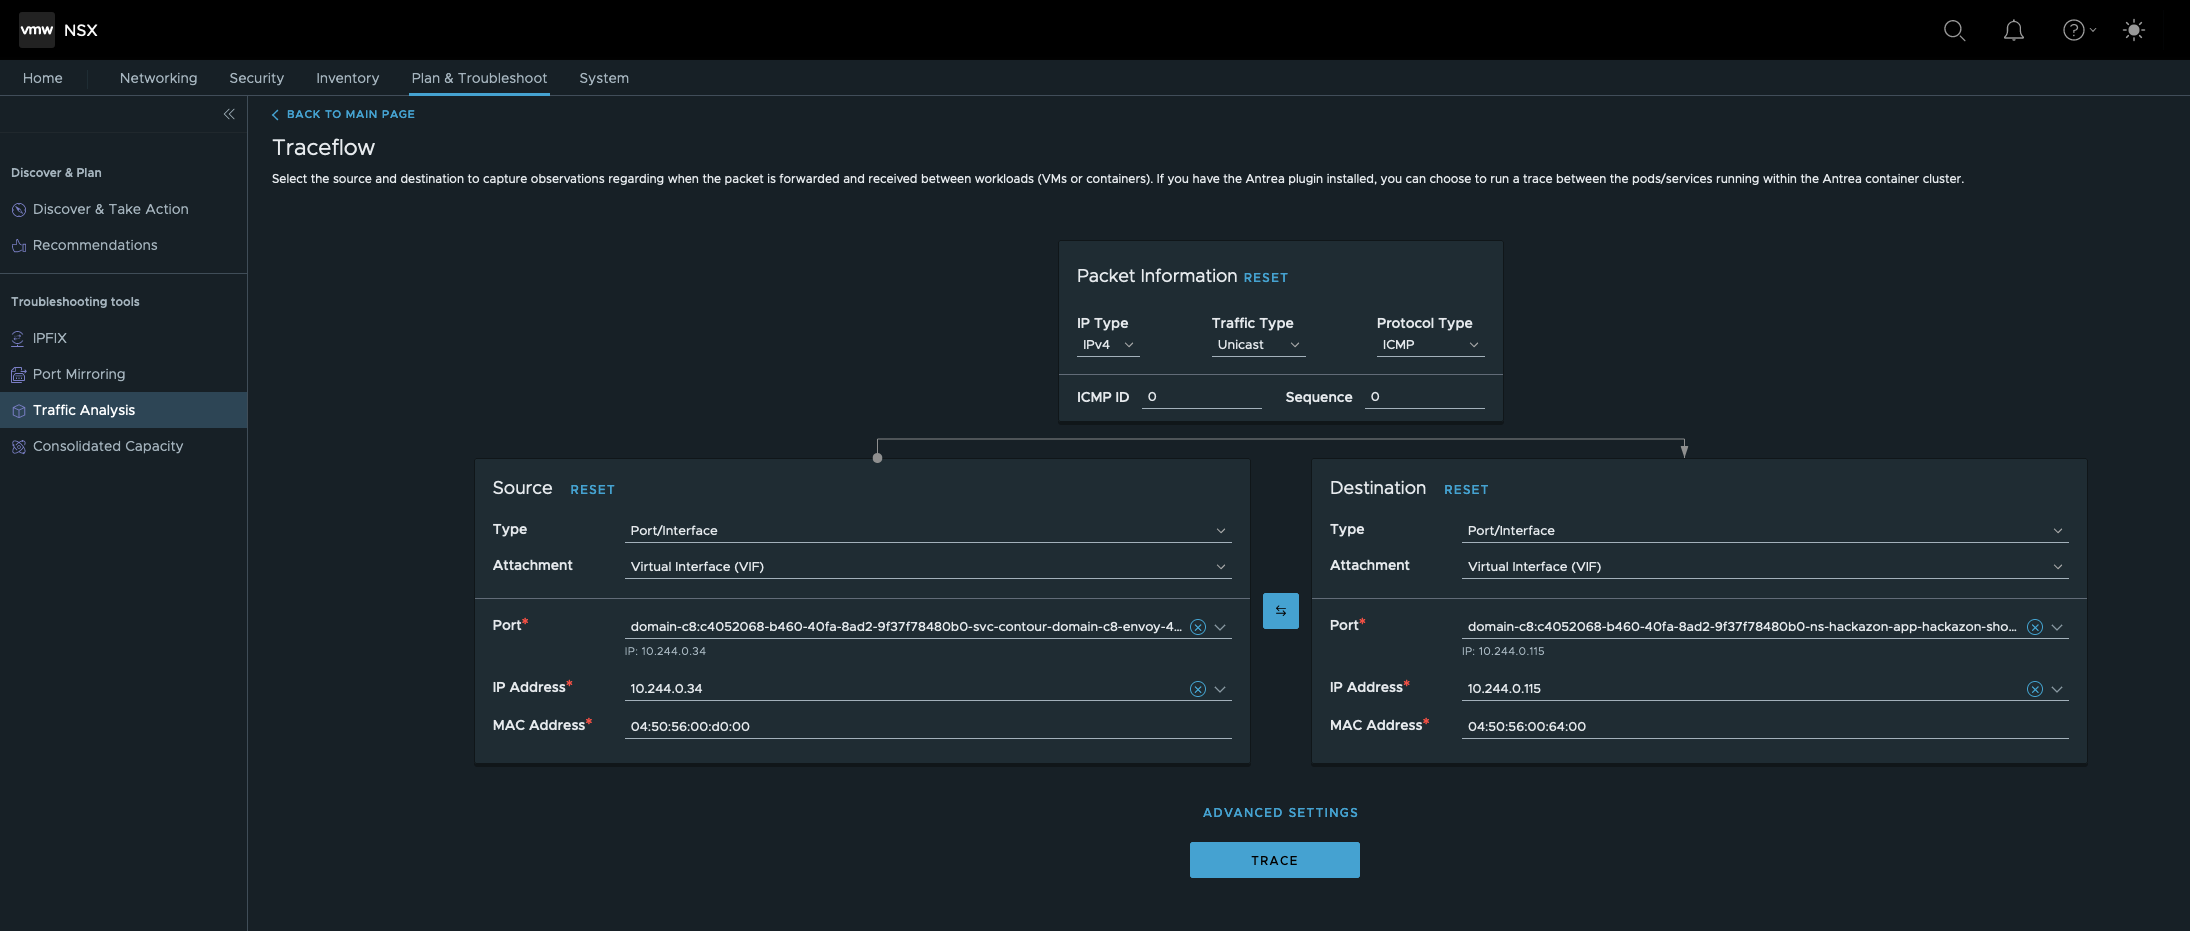 vmw NSX
Home Networking Security Inventory Plan & Troubleshoot System
BACK TO MAIN PAGE
Traceflow
Select the source and destination to capture observations regarding when the packet is forwarded and received between workloads (VMs or containers). If you have the Antrea plugin installed, you can choose to run a trace between the pods/services running within the Antrea container cluster.
Discover & Plan
Discover & Take Action
Recommendations
Troubleshooting tools
IPFIX
Port Mirroring
Traffic Analysis
Consolidated Capacity
Packet Information RESET
IP Type Traffic Type Protocol Type
IPv4 Unicast ICMP
ICMP ID 0 Sequence 0
Source RESET
Type Port/Interface
Attachment Virtual Interface (VIF)
Port* domain-c8:c4052068-b460-40fa-8ad2-9f37f78480b0-svc-contour-domain-c8-envoy-4...
IP: 10.244.0.34
IP Address* 10.244.0.34
MAC Address* 04:50:56:00:d0:00
Destination RESET
Type Port/Interface
Attachment Virtual Interface (VIF)
Port* domain-c8:c4052068-b460-40fa-8ad2-9f37f78480b0-ns-hackazon-app-hackazon-sho...
IP: 10.244.0.115
IP Address* 10.244.0.115
MAC Address* 04:50:56:00:64:00
ADVANCED SETTINGS
TRACE